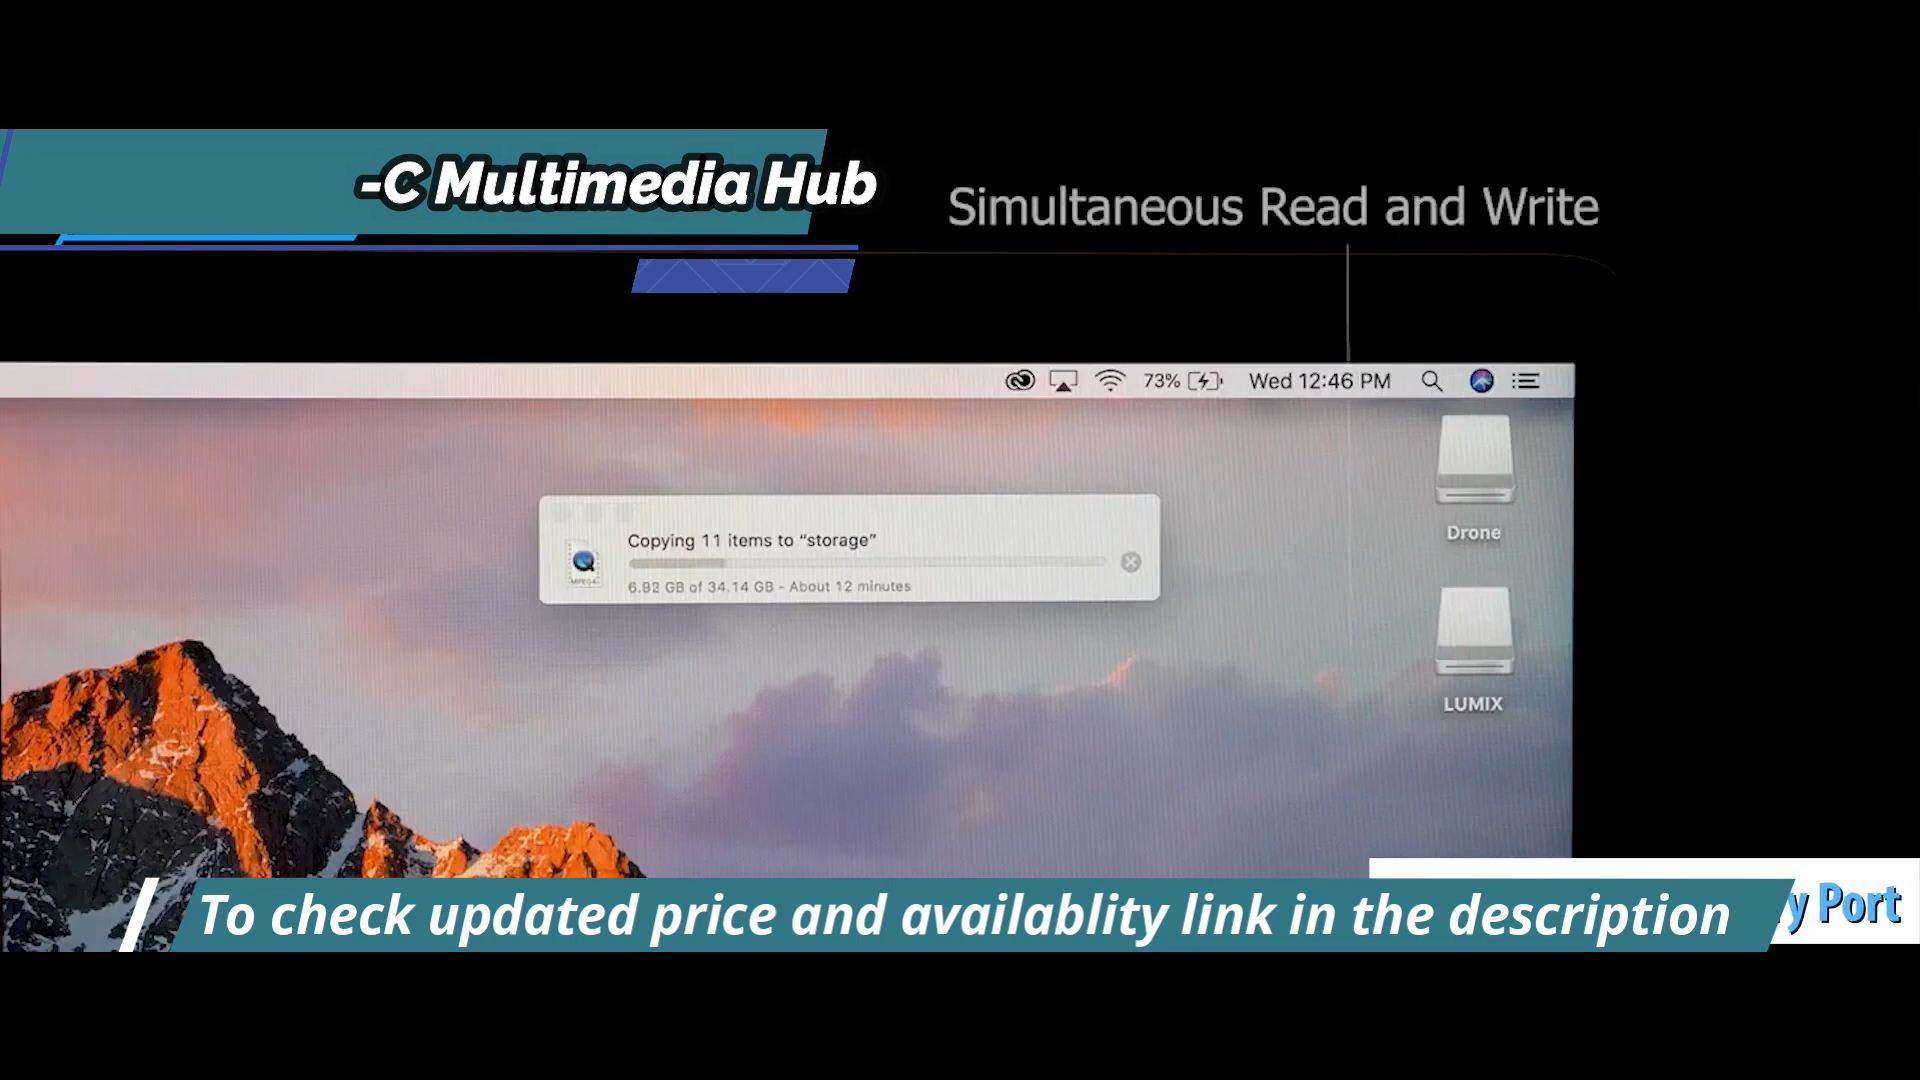 -C Multimedia Hub
Simultaneous Read and Write
73%
Wed 12:46 PM
Drone
Copying 11 items to “storage”
MPEG4
6.92 GB of 34.14 GB - About 12 minutes
LUMIX
To check updated price and availablity link in the description
y Port